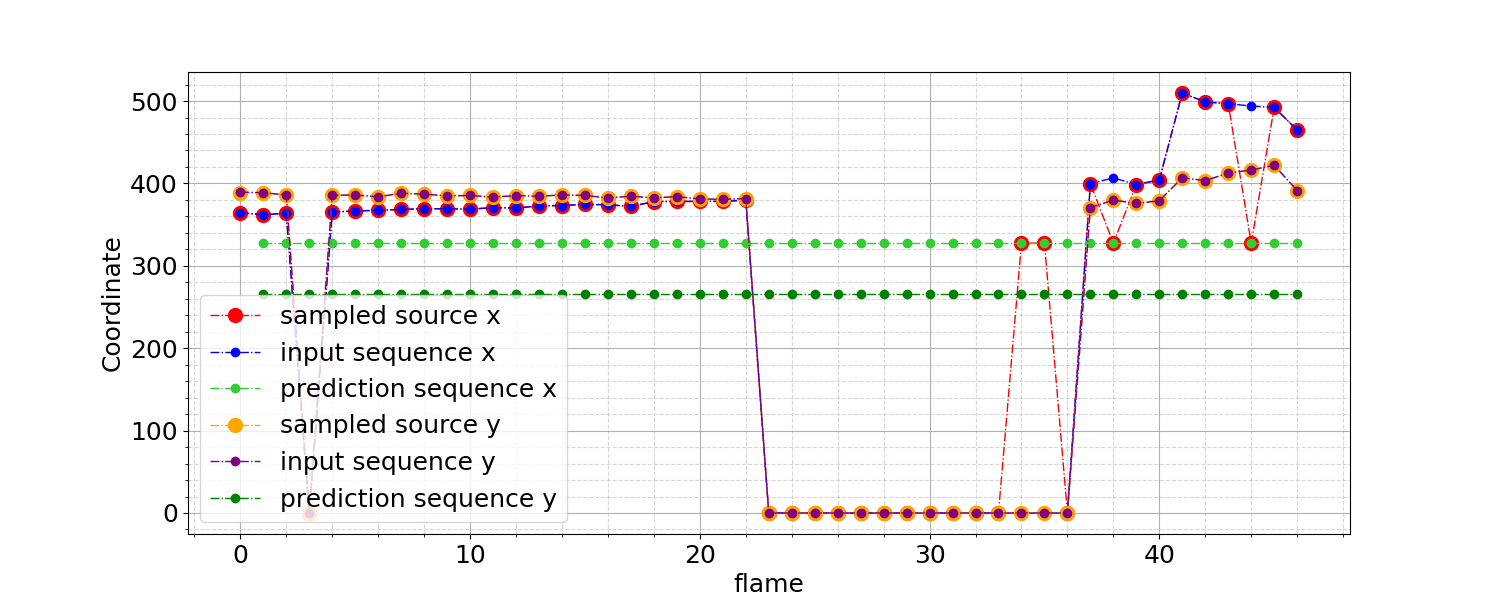 500
400
300
200
100
0
Coordinate
sampled source x
input sequence x
prediction sequence x
sampled source y
input sequence y
prediction sequence y
0 10 20 30 40
flame